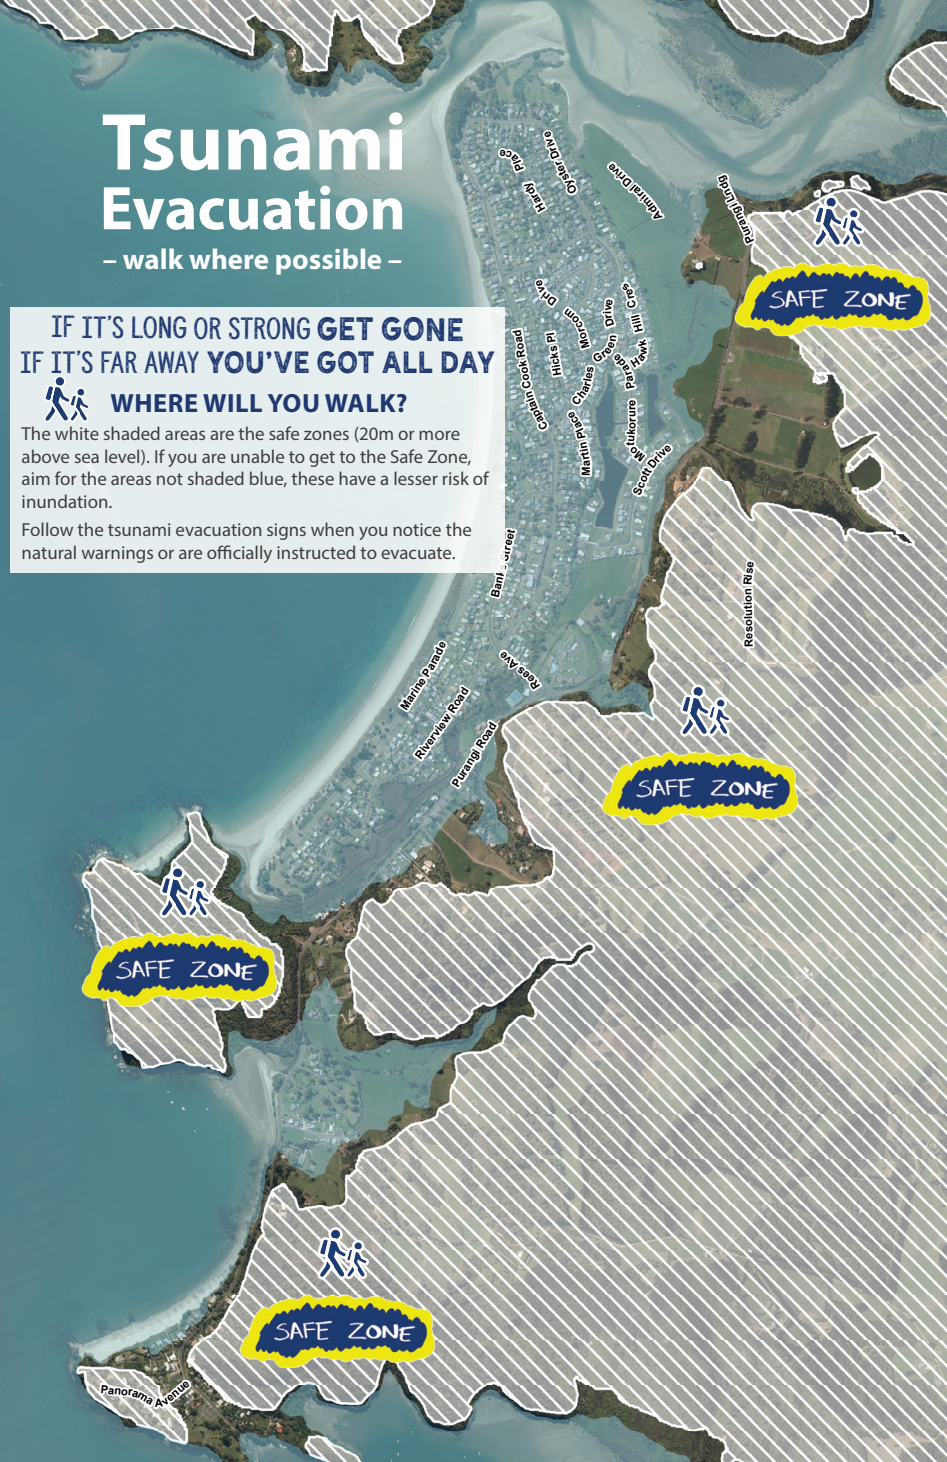 Tsunami
Evacuation
– walk where possible –
IF IT'S LONG OR STRONG GET GONE
IF IT'S FAR AWAY YOU'VE GOT ALL DAY
WHERE WILL YOU WALK?
The white shaded areas are the safe zones (20m or more
above sea level). If you are unable to get to the Safe Zone,
aim for the areas not shaded blue, these have a lesser risk of
inundation.
Follow the tsunami evacuation signs when you notice the
natural warnings or are officially instructed to evacuate.
Hardy Place
Oyster Drive
Admiral Drive
Purangi Lndg
SAFE ZONE
Captain Cook Road
Hicks Pl
Morcom Drive
Charles Green Drive
Hawk Hill Cres
Martin Place
Motukorure Parade
Scott Drive
Banks Street
Resolution Rise
Marine Parade
Riverview Road
Purangi Road
Rees Ave
SAFE ZONE
SAFE ZONE
SAFE ZONE
Panorama Avenue